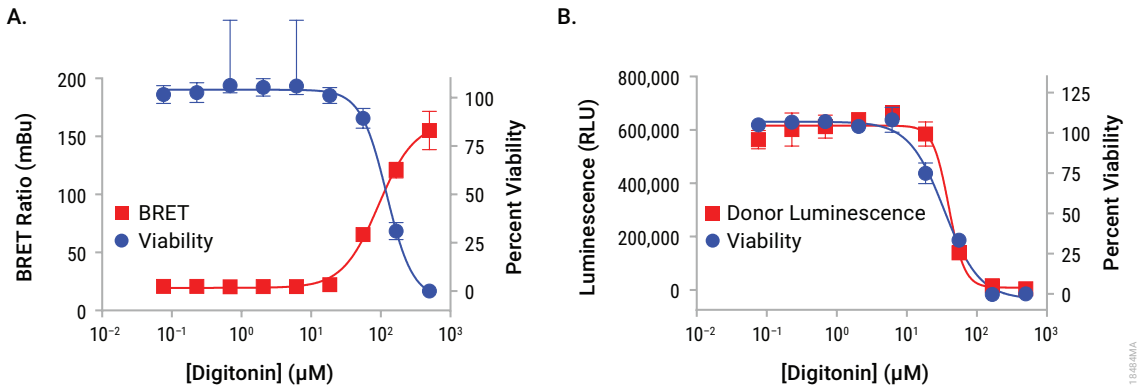 A.
BRET Ratio (mBu)
200
150
100
50
0
BRET
Viability
100
75
50
25
0
Percent Viability
10⁻² 10⁻¹ 10⁰ 10¹ 10² 10³
[Digitonin] (µM)
B.
Luminescence (RLU)
800,000
600,000
400,000
200,000
0
Donor Luminescence
Viability
125
100
75
50
25
0
Percent Viability
10⁻² 10⁻¹ 10⁰ 10¹ 10² 10³
[Digitonin] (µM)
18484MA